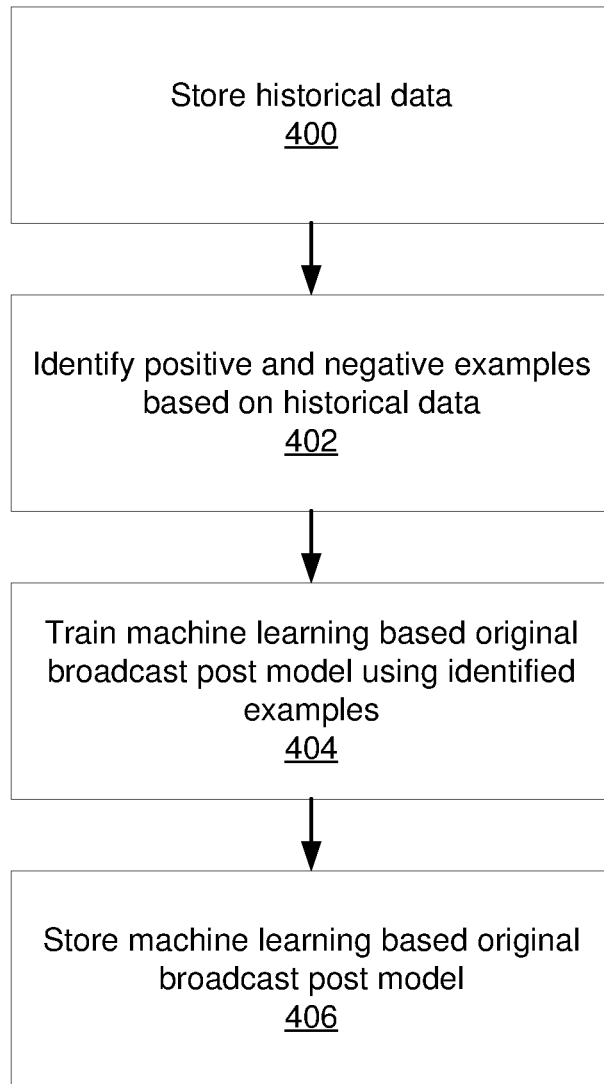 Store historical data
400
Identify positive and negative examples
based on historical data
402
Train machine learning based original
broadcast post model using identified
examples
404
Store machine learning based original
broadcast post model
406